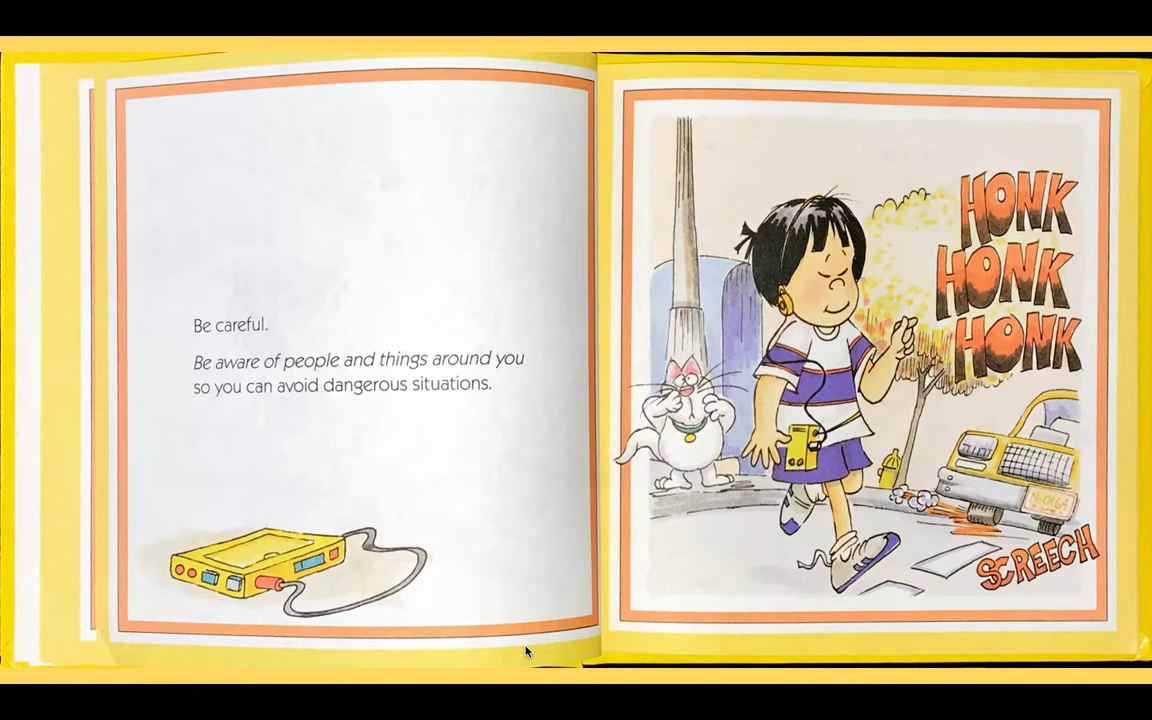 Be careful.
Be aware of people and things around you
so you can avoid dangerous situations.
HONK
HONK
HONK
SCREECH